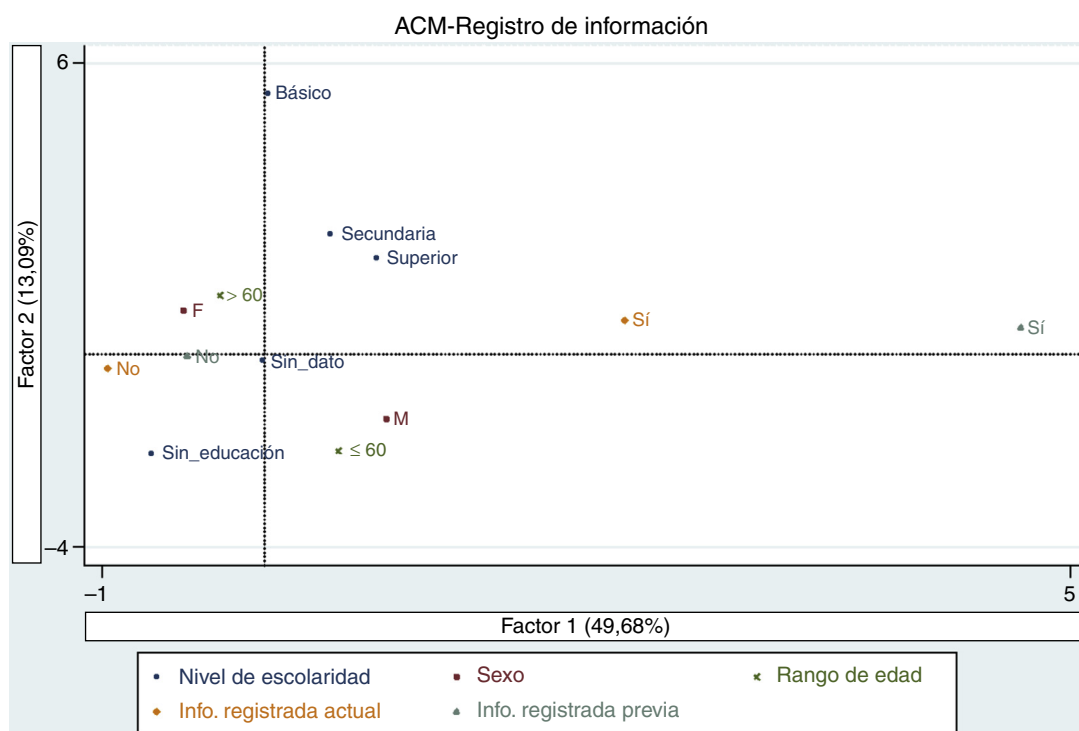 ACM-Registro de información
6
Básico
Secundaria
Superior
> 60
F
Sí
Sí
No
Sin_dato
No
M
≤ 60
Sin_educación
–4
Factor 2 (13,09%)
–1
5
Factor 1 (49,68%)
Nivel de escolaridad
Sexo
Rango de edad
Info. registrada actual
Info. registrada previa